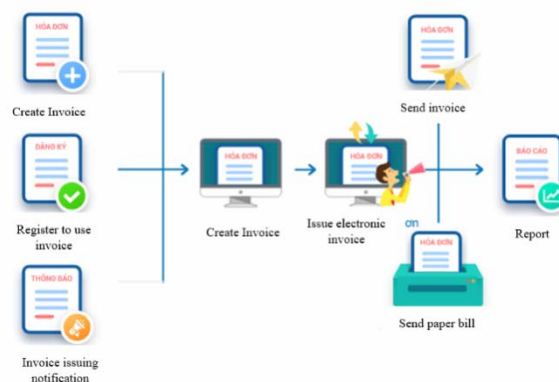 HÓA ĐƠN
Create Invoice
ĐĂNG KÝ
Register to use
invoice
THÔNG BÁO
Invoice issuing
notification
HÓA ĐƠN
Create Invoice
HÓA ĐƠN
Issue electronic
invoice
HÓA ĐƠN
Send invoice
ơn
HÓA ĐƠN
Send paper bill
BÁO CÁO
Report